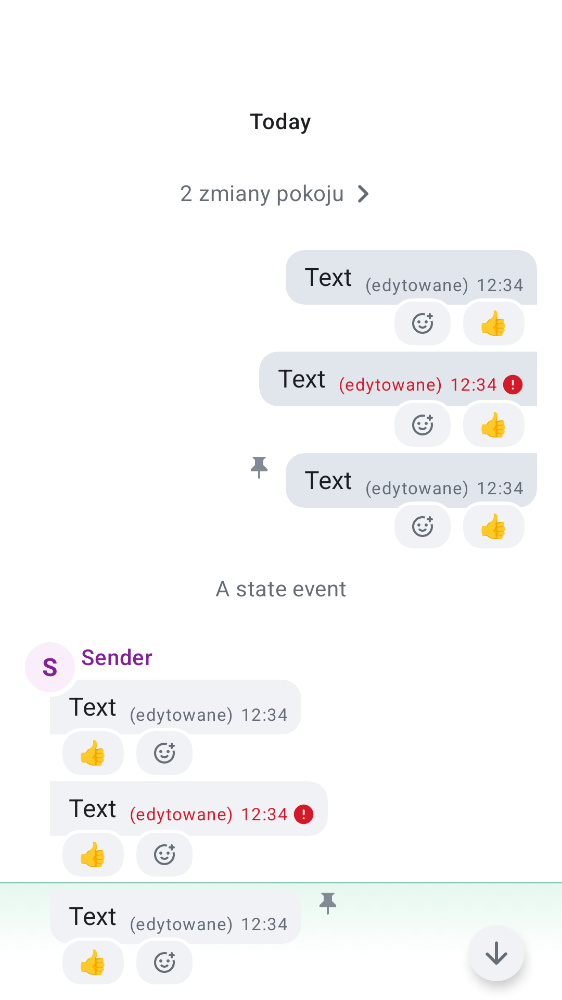 Today
2 zmiany pokoju
Text (edytowane) 12:34
👍
Text (edytowane) 12:34
👍
Text (edytowane) 12:34
👍
A state event
S Sender
Text (edytowane) 12:34
👍
Text (edytowane) 12:34
👍
Text (edytowane) 12:34
👍